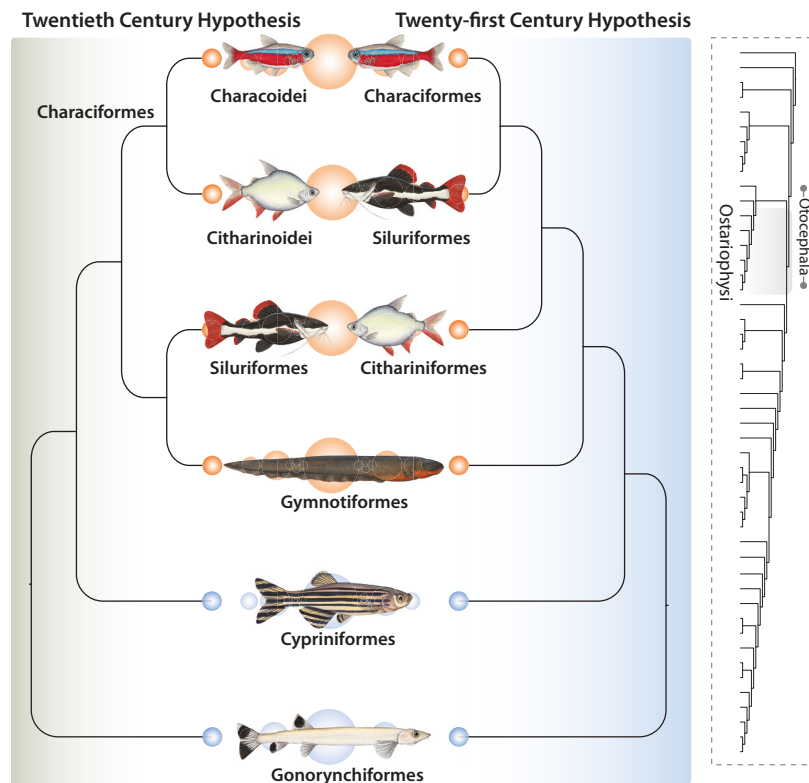 Twentieth Century Hypothesis
Twenty-first Century Hypothesis
Characiformes
Characoidei
Characiformes
Citharinoidei
Siluriformes
Siluriformes
Cithariniformes
Gymnotiformes
Cypriniformes
Gonorynchiformes
Ostariophysi
Otocephala